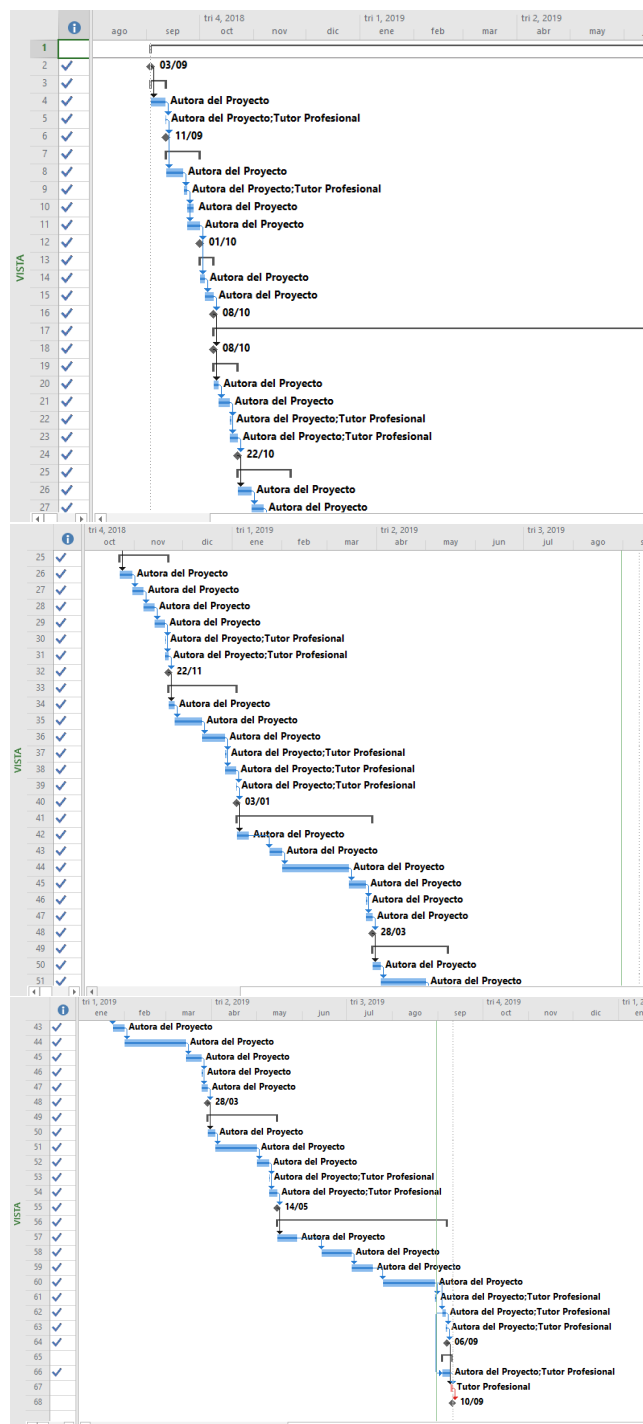 tri 4, 2018 tri 1, 2019 tri 2, 2019
ago sep oct nov dic ene feb mar abr may
1
2 03/09
3
4 Autora del Proyecto
5 Autora del Proyecto;Tutor Profesional
6 11/09
7
8 Autora del Proyecto
9 Autora del Proyecto;Tutor Profesional
10 Autora del Proyecto
11 Autora del Proyecto
12 01/10
13
14 Autora del Proyecto
15 Autora del Proyecto
16 08/10
17
18 08/10
19
20 Autora del Proyecto
21 Autora del Proyecto
22 Autora del Proyecto;Tutor Profesional
23 Autora del Proyecto;Tutor Profesional
24 22/10
25
26 Autora del Proyecto
27 Autora del Proyecto
VISTA
tri 4, 2018 tri 1, 2019 tri 2, 2019 tri 3, 2019
oct nov dic ene feb mar abr may jun jul ago s
25
26 Autora del Proyecto
27 Autora del Proyecto
28 Autora del Proyecto
29 Autora del Proyecto
30 Autora del Proyecto;Tutor Profesional
31 Autora del Proyecto;Tutor Profesional
32 22/11
33
34 Autora del Proyecto
35 Autora del Proyecto
36 Autora del Proyecto
37 Autora del Proyecto;Tutor Profesional
38 Autora del Proyecto;Tutor Profesional
39 Autora del Proyecto;Tutor Profesional
40 03/01
41
42 Autora del Proyecto
43 Autora del Proyecto
44 Autora del Proyecto
45 Autora del Proyecto
46 Autora del Proyecto
47 Autora del Proyecto
48 28/03
49
50 Autora del Proyecto
51 Autora del Proyecto
VISTA
tri 1, 2019 tri 2, 2019 tri 3, 2019 tri 4, 2019 tri 1, 2
ene feb mar abr may jun jul ago sep oct nov dic en
43 Autora del Proyecto
44 Autora del Proyecto
45 Autora del Proyecto
46 Autora del Proyecto
47 Autora del Proyecto
48 28/03
49
50 Autora del Proyecto
51 Autora del Proyecto
52 Autora del Proyecto
53 Autora del Proyecto;Tutor Profesional
54 Autora del Proyecto;Tutor Profesional
55 14/05
56
57 Autora del Proyecto
58 Autora del Proyecto
59 Autora del Proyecto
60 Autora del Proyecto
61 Autora del Proyecto;Tutor Profesional
62 Autora del Proyecto;Tutor Profesional
63 Autora del Proyecto;Tutor Profesional
64 06/09
65
66 Autora del Proyecto;Tutor Profesional
67 Tutor Profesional
68 10/09
VISTA